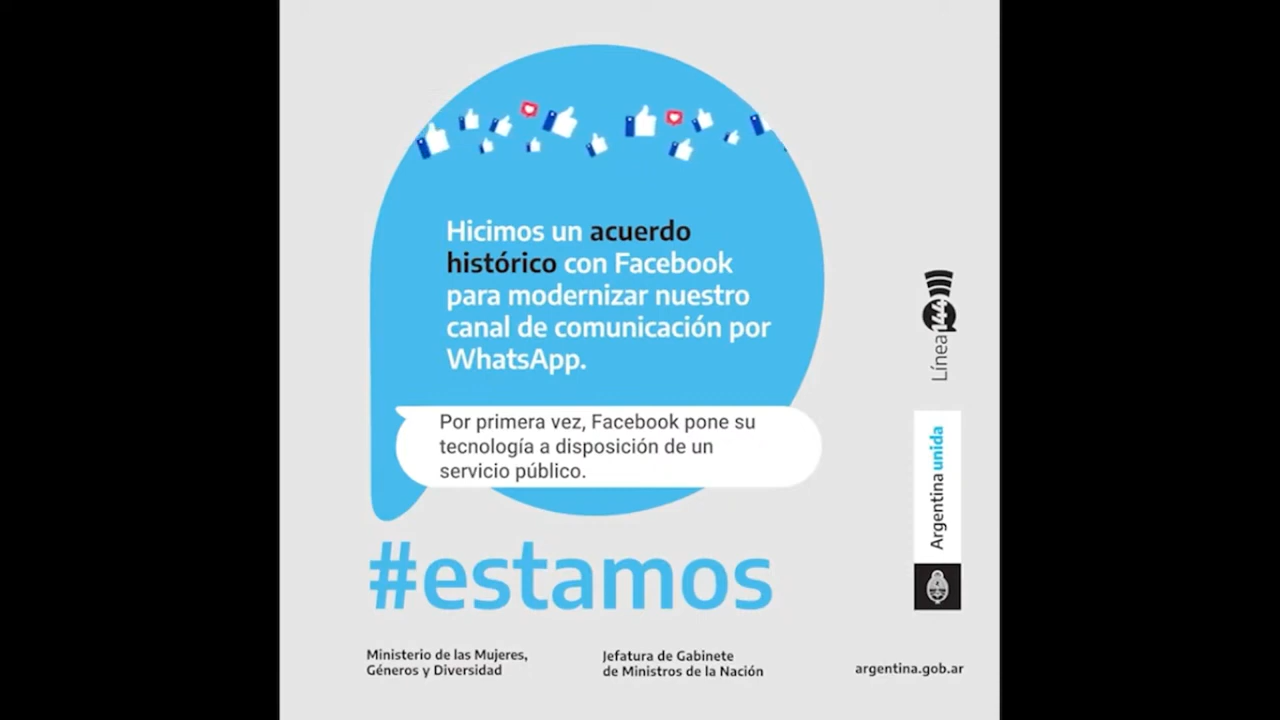 Hicimos un acuerdo
histórico con Facebook
para modernizar nuestro
canal de comunicación por
WhatsApp.
Por primera vez, Facebook pone su
tecnología a disposición de un
servicio público.
#estamos
Línea 144
Argentina unida
Ministerio de las Mujeres,
Géneros y Diversidad
Jefatura de Gabinete
de Ministros de la Nación
argentina.gob.ar